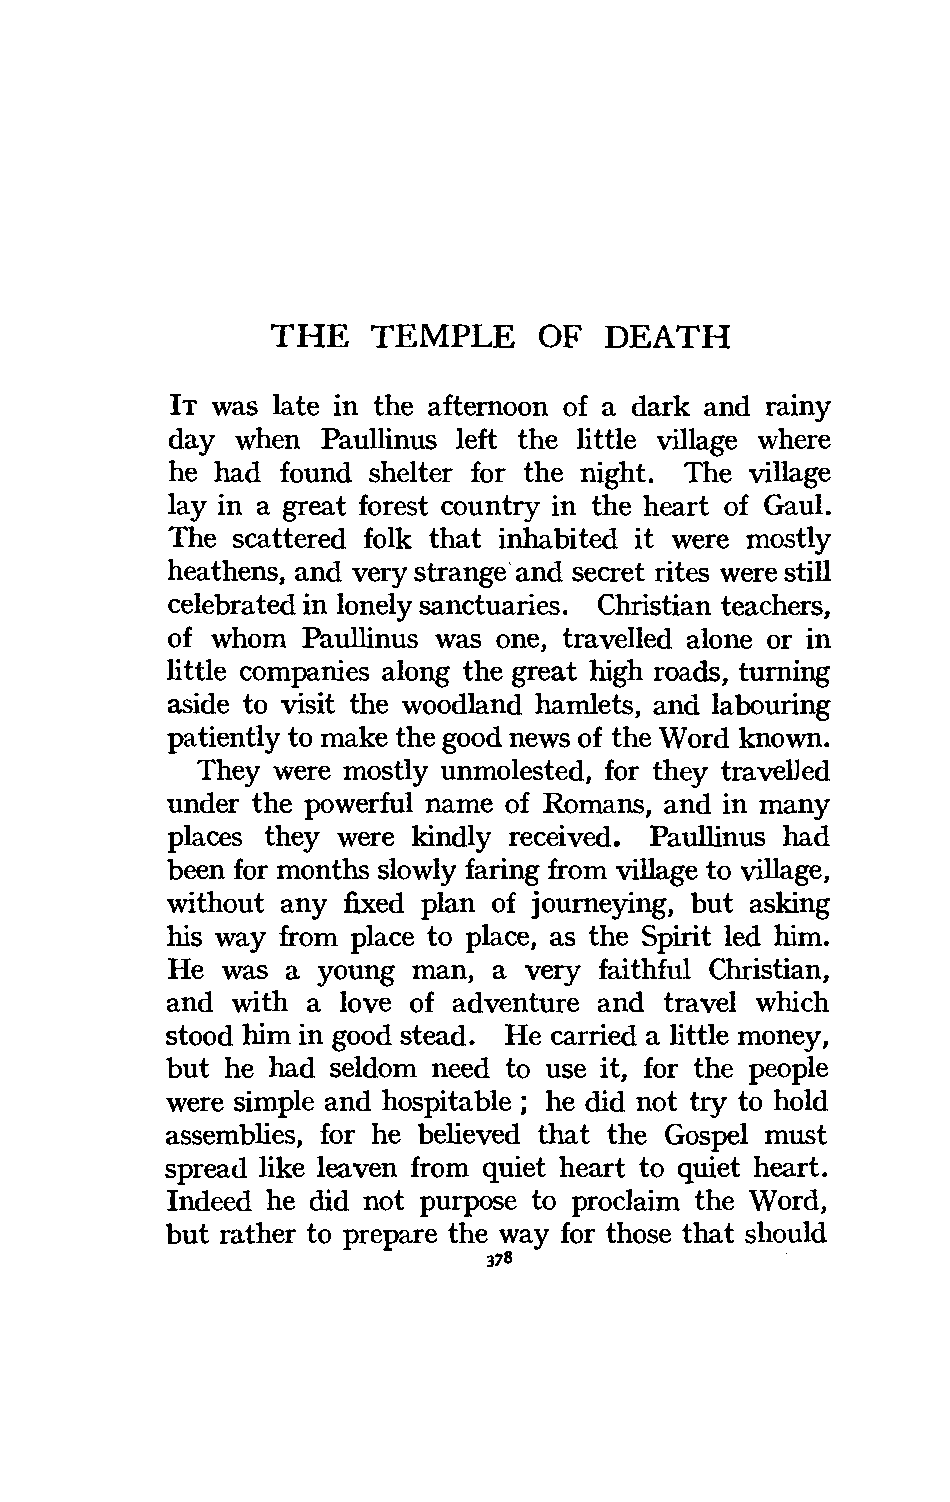 THE TEMPLE OF DEATH
IT was late in the afternoon of a dark and rainy
day when Paullinus left the little village where
he had found shelter for the night. The village
lay in a great forest country in the heart of Gaul.
The scattered folk that inhabited it were mostly
heathens, and very strange and secret rites were still
celebrated in lonely sanctuaries. Christian teachers,
of whom Paullinus was one, travelled alone or in
little companies along the great high roads, turning
aside to visit the woodland hamlets, and labouring
patiently to make the good news of the Word known.
They were mostly unmolested, for they travelled
under the powerful name of Romans, and in many
places they were kindly received. Paullinus had
been for months slowly faring from village to village,
without any fixed plan of journeying, but asking
his way from place to place, as the Spirit led him.
He was a young man, a very faithful Christian,
and with a love of adventure and travel which
stood him in good stead. He carried a little money,
but he had seldom need to use it, for the people
were simple and hospitable ; he did not try to hold
assemblies, for he believed that the Gospel must
spread like leaven from quiet heart to quiet heart.
Indeed he did not purpose to proclaim the Word,
but rather to prepare the way for those that should
378